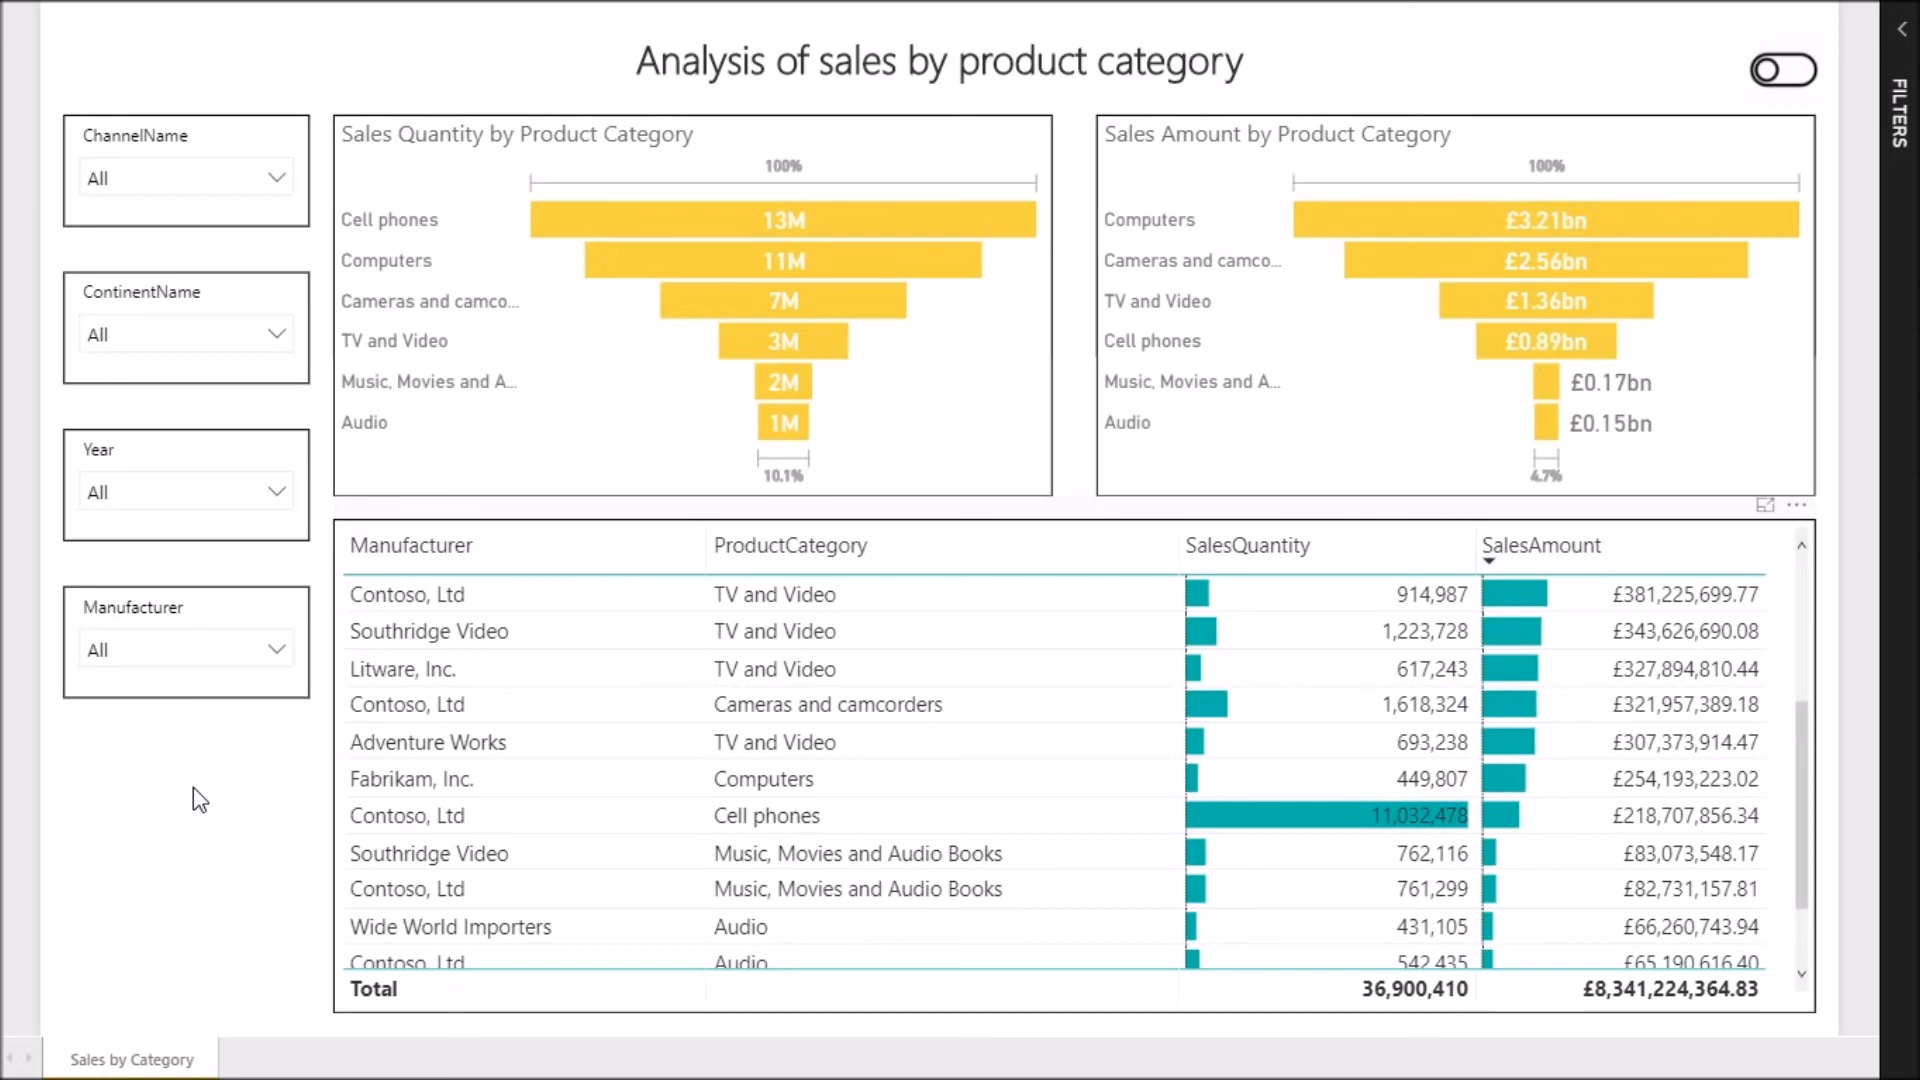 Analysis of sales by product category
FILTERS
ChannelName
All
ContinentName
All
Year
All
Manufacturer
All
Sales Quantity by Product Category
100%
Cell phones 13M
Computers 11M
Cameras and camco... 7M
TV and Video 3M
Music, Movies and A... 2M
Audio 1M
10.1%
Sales Amount by Product Category
100%
Computers £3.21bn
Cameras and camco... £2.56bn
TV and Video £1.36bn
Cell phones £0.89bn
Music, Movies and A... £0.17bn
Audio £0.15bn
4.7%
Manufacturer ProductCategory SalesQuantity SalesAmount
Contoso, Ltd TV and Video 914,987 £381,225,699.77
Southridge Video TV and Video 1,223,728 £343,626,690.08
Litware, Inc. TV and Video 617,243 £327,894,810.44
Contoso, Ltd Cameras and camcorders 1,618,324 £321,957,389.18
Adventure Works TV and Video 693,238 £307,373,914.47
Fabrikam, Inc. Computers 449,807 £254,193,223.02
Contoso, Ltd Cell phones 11,032,478 £218,707,856.34
Southridge Video Music, Movies and Audio Books 762,116 £83,073,548.17
Contoso, Ltd Music, Movies and Audio Books 761,299 £82,731,157.81
Wide World Importers Audio 431,105 £66,260,743.94
Contoso, Ltd Audio 542,435 £65,190,616.40
Total 36,900,410 £8,341,224,364.83
Sales by Category